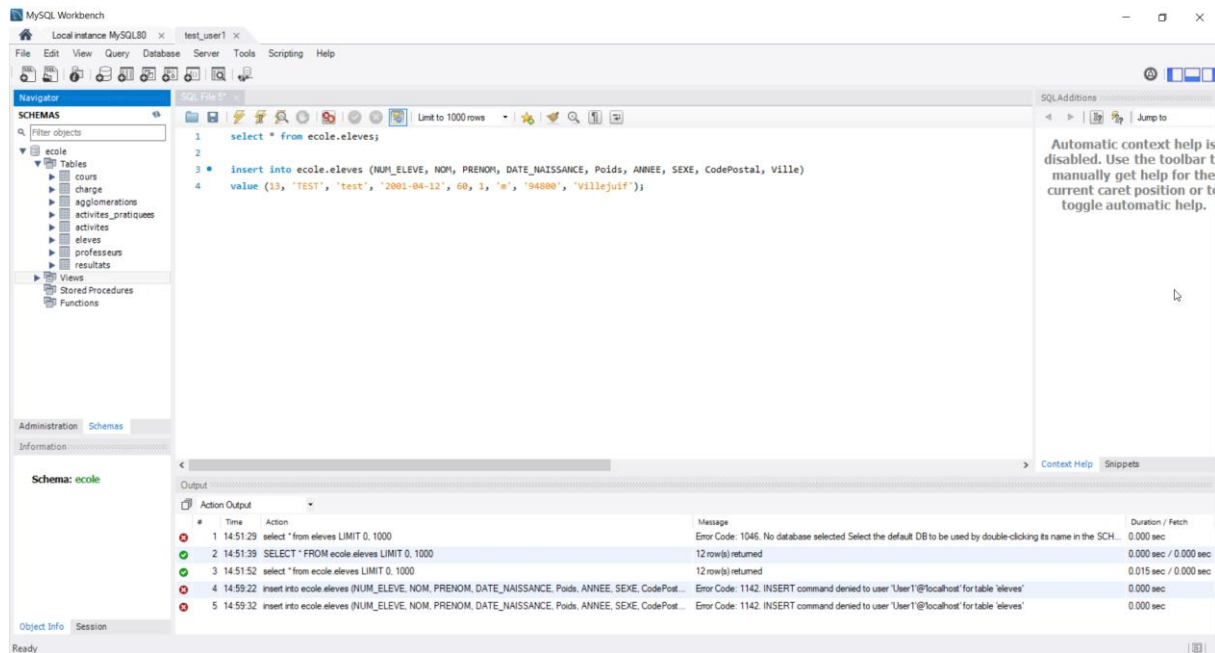 MySQL Workbench
Local instance MySQL80 × test_user1 ×
File Edit View Query Database Server Tools Scripting Help
Navigator
SCHEMAS
Filter objects
ecole
Tables
cours
charge
agglomerations
activites_pratiquees
activites
eleves
professeurs
resultats
Views
Stored Procedures
Functions
Administration Schemas
Information
Schema: ecole
Object Info Session
SQL File 5* ×
Limit to 1000 rows
1 select * from ecole.eleves;
2
3 insert into ecole.eleves (NUM_ELEVE, NOM, PRENOM, DATE_NAISSANCE, Poids, ANNEE, SEXE, CodePostal, Ville)
4 value (13, 'TEST', 'test', '2001-04-12', 60, 1, 'm', '94800', 'Villejuif');
SQLAdditions
Jump to
Automatic context help is
disabled. Use the toolbar t
manually get help for the
current caret position or to
toggle automatic help.
Context Help Snippets
Output
Action Output
# Time Action Message Duration / Fetch
1 14:51:29 select * from eleves LIMIT 0, 1000 Error Code: 1046. No database selected Select the default DB to be used by double-clicking its name in the SCH... 0.000 sec
2 14:51:39 SELECT * FROM ecole.eleves LIMIT 0, 1000 12 row(s) returned 0.000 sec / 0.000 sec
3 14:51:52 select * from ecole.eleves LIMIT 0, 1000 12 row(s) returned 0.015 sec / 0.000 sec
4 14:59:22 insert into ecole.eleves (NUM_ELEVE, NOM, PRENOM, DATE_NAISSANCE, Poids, ANNEE, SEXE, CodePost... Error Code: 1142. INSERT command denied to user 'User1'@'localhost' for table 'eleves' 0.000 sec
5 14:59:32 insert into ecole.eleves (NUM_ELEVE, NOM, PRENOM, DATE_NAISSANCE, Poids, ANNEE, SEXE, CodePost... Error Code: 1142. INSERT command denied to user 'User1'@'localhost' for table 'eleves' 0.000 sec
Ready